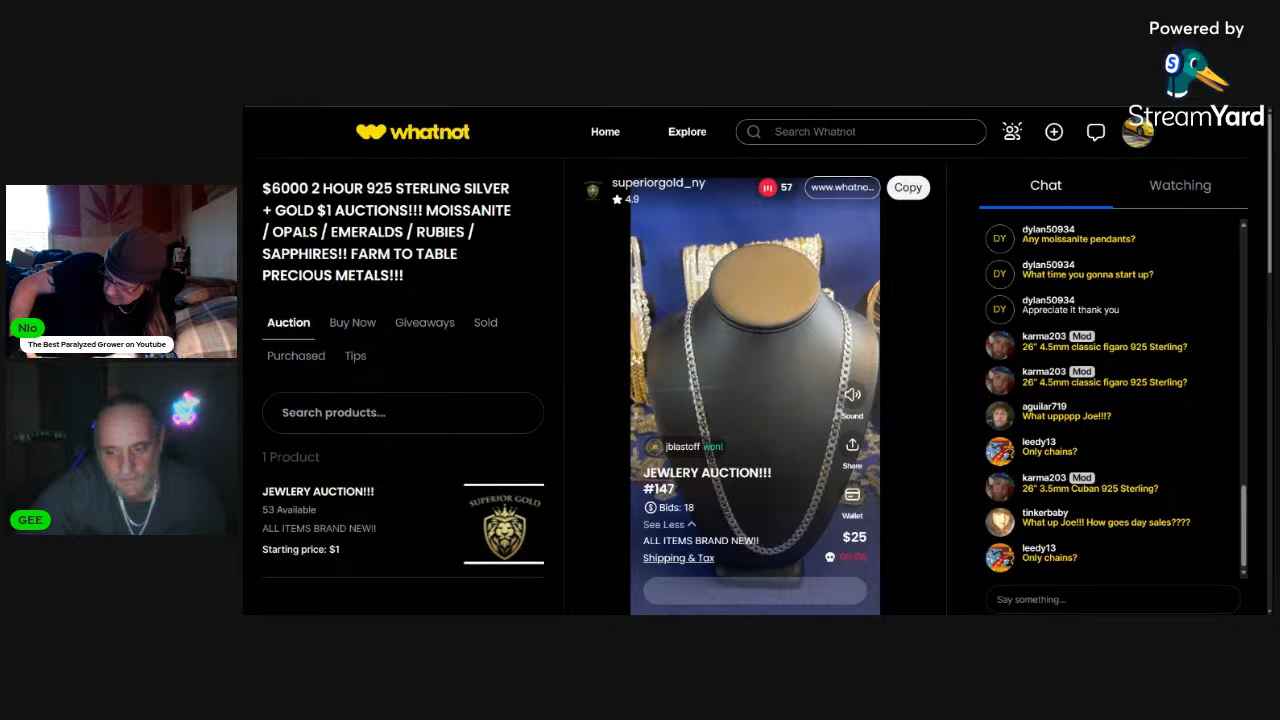 Powered by
StreamYard
whatnot
Home
Explore
Search Whatnot
$6000 2 HOUR 925 STERLING SILVER
+ GOLD $1 AUCTIONS!!! MOISSANITE
/ OPALS / EMERALDS / RUBIES /
SAPPHIRES!! FARM TO TABLE
PRECIOUS METALS!!!
Auction
Buy Now
Giveaways
Sold
Purchased
Tips
Search products...
1 Product
JEWLERY AUCTION!!!
53 Available
ALL ITEMS BRAND NEW!!
Starting price: $1
SUPERIOR GOLD
superiorgold_ny
4.9
57
www.whatno...
Copy
Sound
Share
Wallet
jblastoff won!
JEWLERY AUCTION!!!
#147
Bids: 18
See Less
ALL ITEMS BRAND NEW!!
Shipping & Tax
$25
Chat
Watching
DY
dylan50934
Any moissanite pendants?
DY
dylan50934
What time you gonna start up?
DY
dylan50934
Appreciate it thank you
karma203 Mod
26" 4.5mm classic figaro 925 Sterling?
karma203 Mod
26" 4.5mm classic figaro 925 Sterling?
aguilar719
What uppppp Joe!!!?
leedy13
Only chains?
karma203 Mod
26" 3.5mm Cuban 925 Sterling?
tinkerbaby
What up Joe!!! How goes day sales????
leedy13
Only chains?
Say something...
Nio
The Best Paralyzed Grower on Youtube
GEE